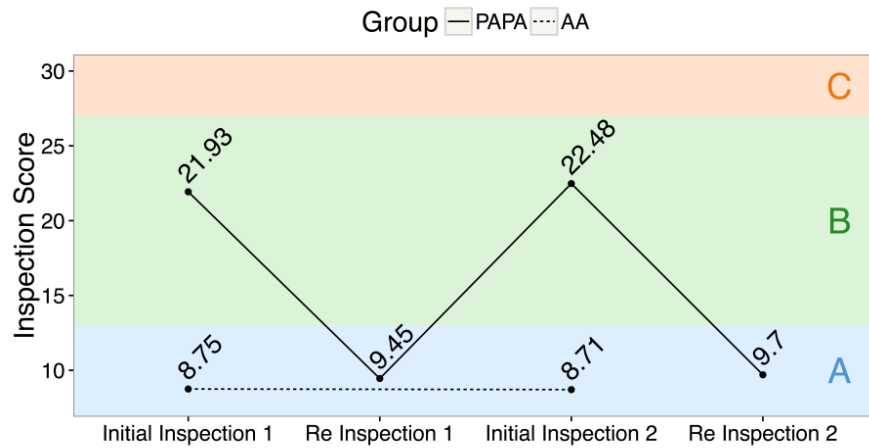 Group PAPA AA
Inspection Score
30
25
20
15
10
C
B
A
21.93
9.45
22.48
9.7
8.75
8.71
Initial Inspection 1 Re Inspection 1 Initial Inspection 2 Re Inspection 2